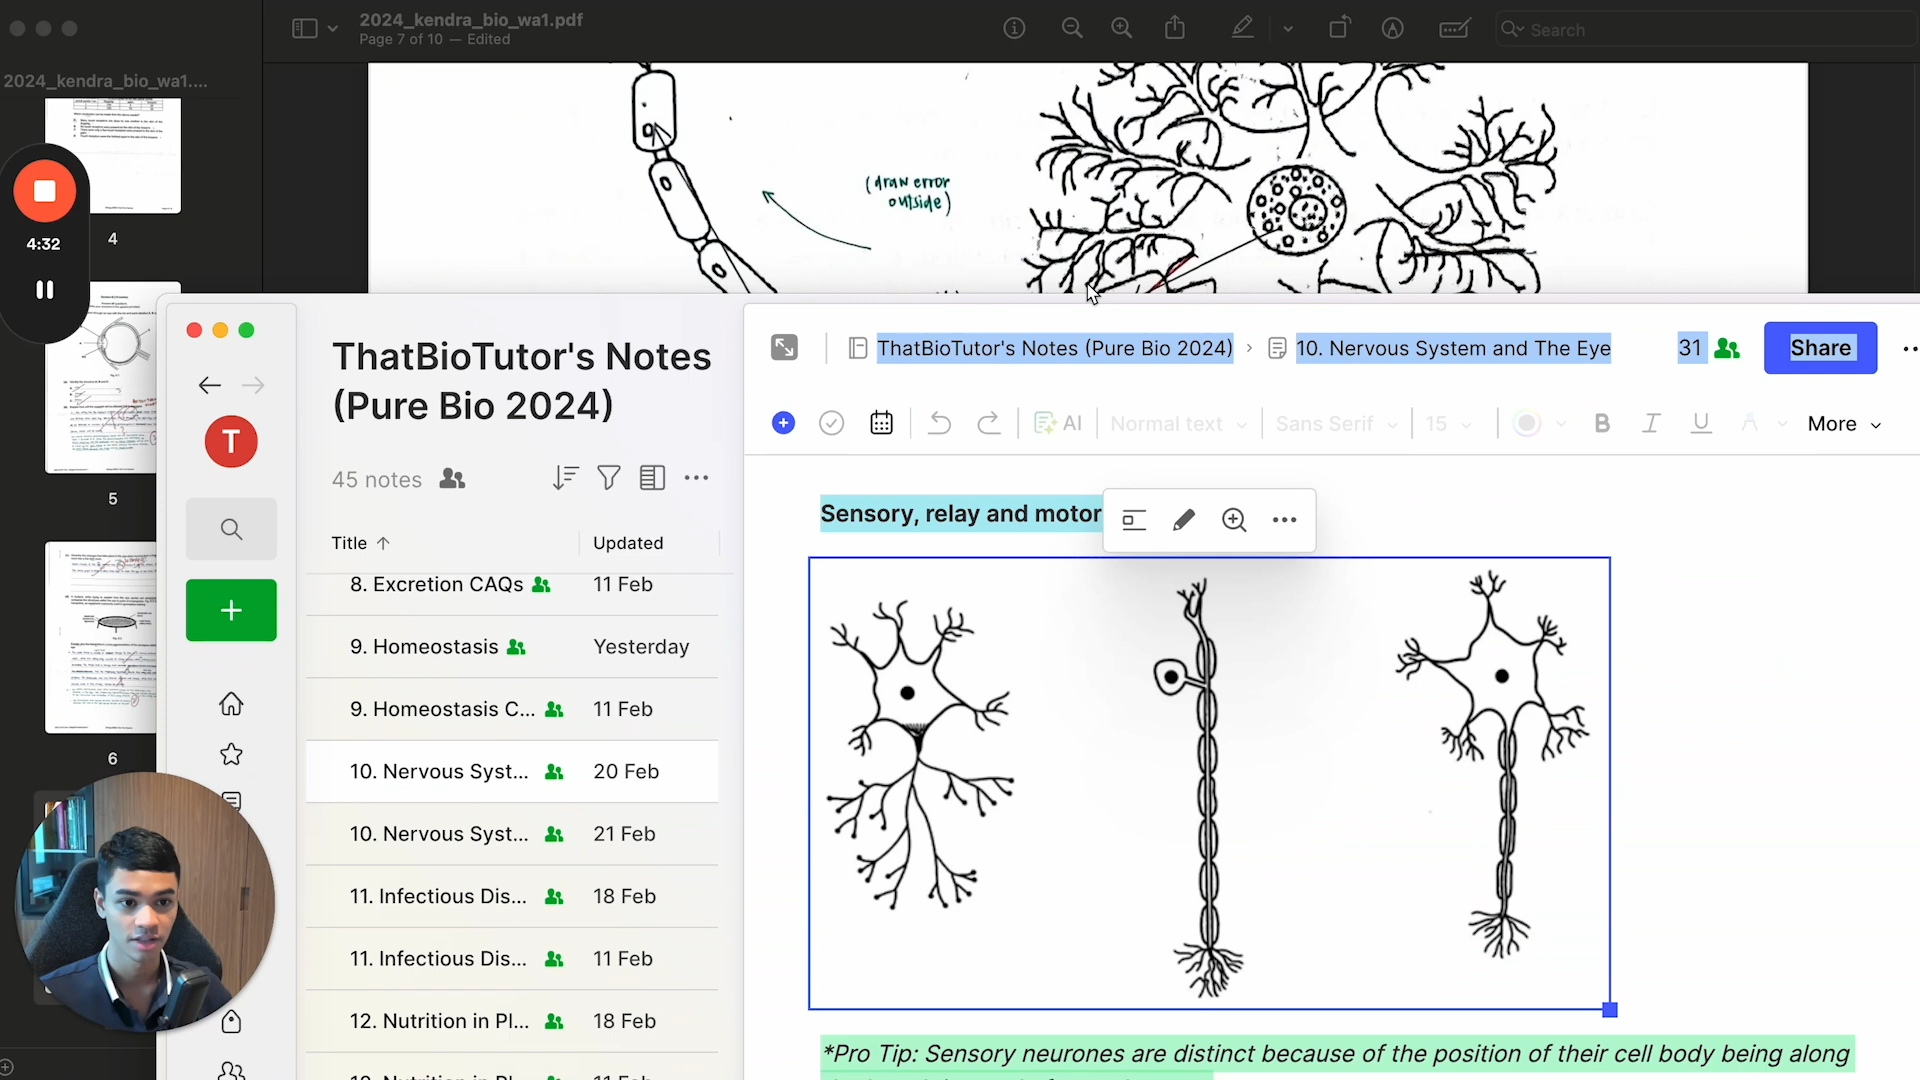 2024_kendra_bio_wa1.pdf
Page 7 of 10 — Edited
Search
2024_kendra_bio_wa1....
4
4:32
5
6
(draw error
outside)
ThatBioTutor's Notes
(Pure Bio 2024)
T
45 notes
Title
Updated
8. Excretion CAQs
11 Feb
9. Homeostasis
Yesterday
9. Homeostasis C...
11 Feb
10. Nervous Syst...
20 Feb
10. Nervous Syst...
21 Feb
11. Infectious Dis...
18 Feb
11. Infectious Dis...
11 Feb
12. Nutrition in Pl...
18 Feb
ThatBioTutor's Notes (Pure Bio 2024)
10. Nervous System and The Eye
31
Share
AI
Normal text
Sans Serif
15
B
I
U
A
More
Sensory, relay and motor
*Pro Tip: Sensory neurones are distinct because of the position of their cell body being along